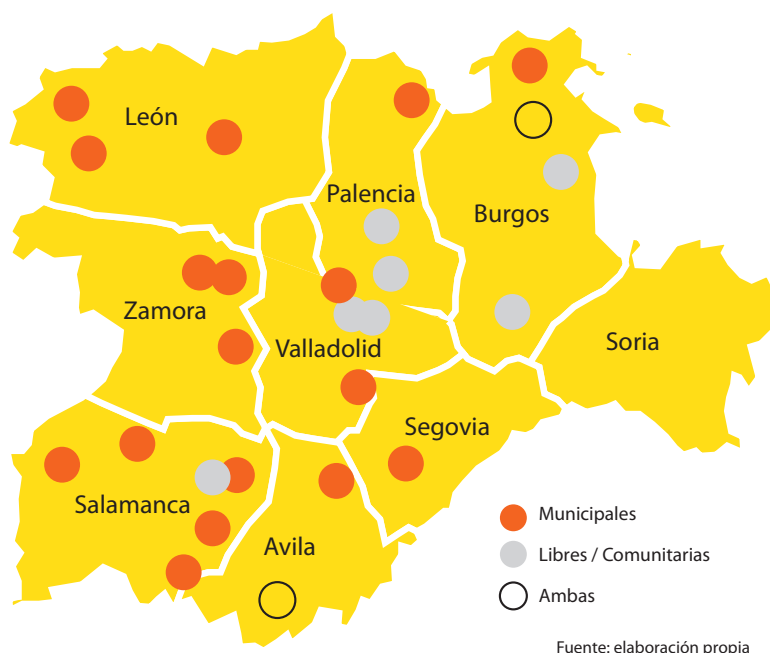 León
Palencia
Burgos
Zamora
Valladolid
Soria
Segovia
Salamanca
Avila
Municipales
Libres / Comunitarias
Ambas
Fuente: elaboración propia